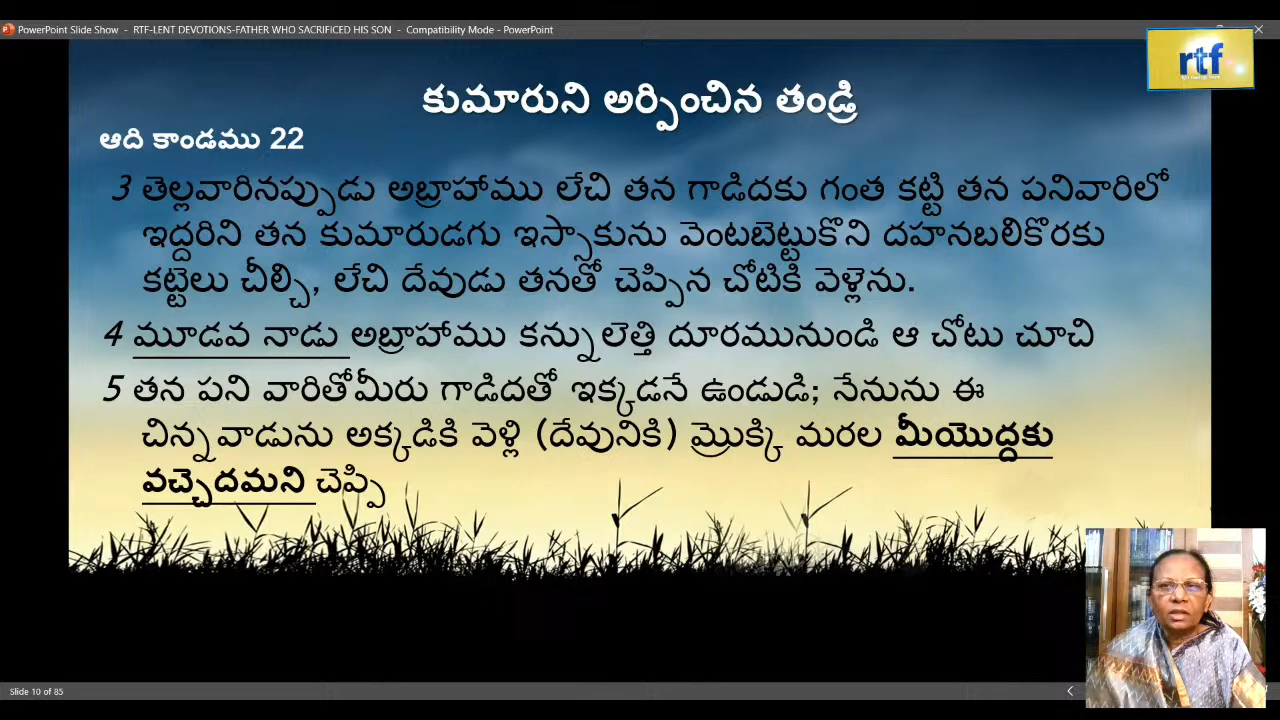 PowerPoint Slide Show - RTF-LENT DEVOTIONS-FATHER WHO SACRIFICED HIS SON - Compatibility Mode - PowerPoint
rtf
కుమారుని అర్పించిన తండ్రి
ఆది కాండము 22
3 తెల్లవారినప్పుడు అబ్రాహాము లేచి తన గాడిదకు గంత కట్టి తన పనివారిలో
ఇద్దరిని తన కుమారుడగు ఇస్సాకును వెంటబెట్టుకొని దహనబలికొరకు
కట్టెలు చీల్చి, లేచి దేవుడు తనతో చెప్పిన చోటికి వెళ్లెను.
4 మూడవ నాడు అబ్రాహాము కన్నులెత్తి దూరమునుండి ఆ చోటు చూచి
5 తన పని వారితోమీరు గాడిదతో ఇక్కడనే ఉండుడి; నేనును ఈ
చిన్నవాడును అక్కడికి వెళ్లి (దేవునికి) మ్రొక్కి మరల మీయొద్దకు
వచ్చెదమని చెప్పి
Slide 10 of 85